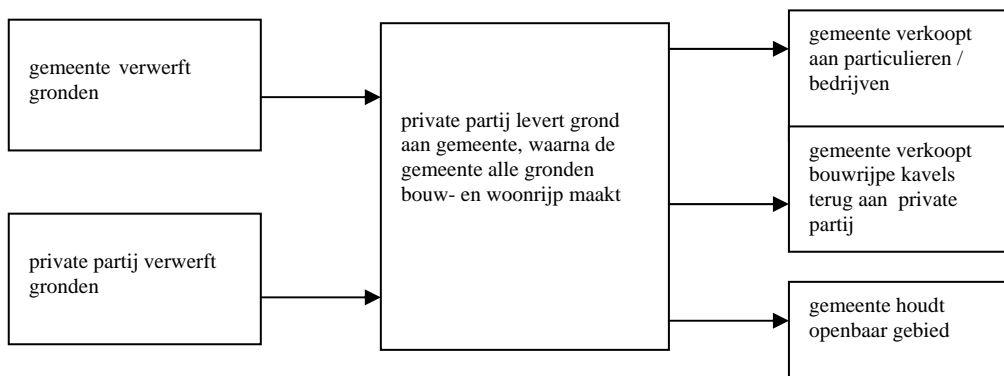 gemeente verwerft
gronden
private partij verwerft
gronden
private partij levert grond
aan gemeente, waarna de
gemeente alle gronden
bouw- en woonrijp maakt
gemeente verkoopt
aan particulieren /
bedrijven
gemeente verkoopt
bouwrijpe kavels
terug aan private
partij
gemeente houdt
openbaar gebied